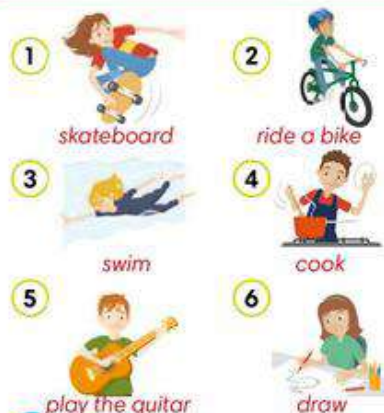 1
2
skateboard
ride a bike
3
4
swim
cook
5
6
play the guitar
draw